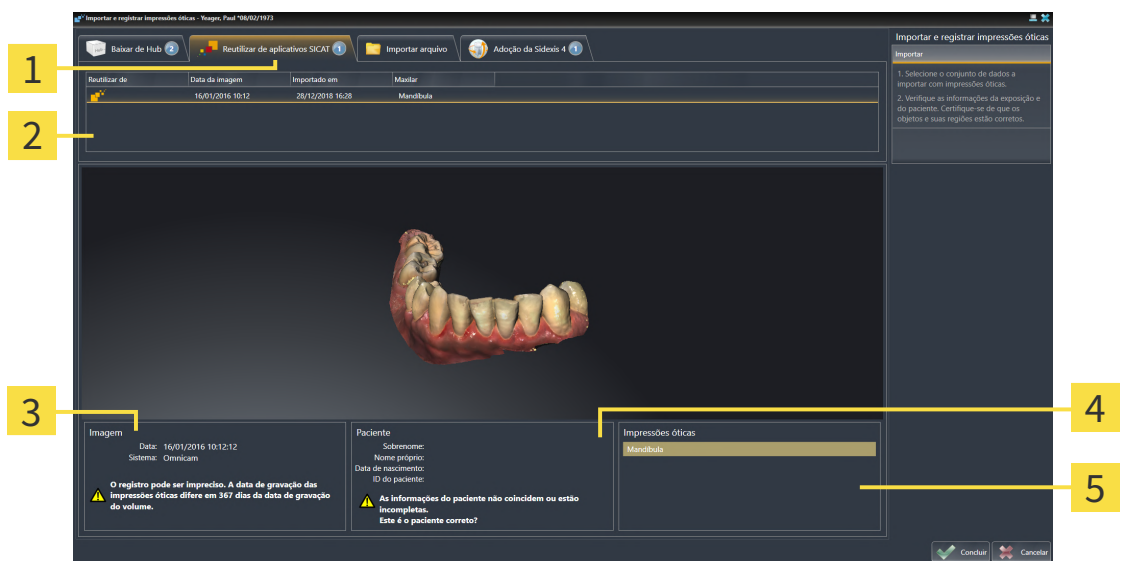 Importar e registrar impressões óticas - Yeager, Paul *08/02/1973
Baixar de Hub 2
Reutilizar de aplicativos SICAT 1
Importar arquivo
Adoção da Sidexis 4 1
Importar e registrar impressões óticas
Importar
1. Selecione o conjunto de dados a
importar com impressões óticas.
2. Verifique as informações da exposição e
do paciente. Certifique-se de que os
objetos e suas regiões estão corretos.
1
Reutilizar de Data da imagem Importado em Maxilar
16/01/2016 10:12 28/12/2018 16:28 Mandíbula
2
3
Imagem
Data: 16/01/2016 10:12:12
Sistema: Omnicam
O registro pode ser impreciso. A data de gravação das
impressões óticas difere em 367 dias da data de gravação
do volume.
Paciente
Sobrenome:
Nome próprio:
Data de nascimento:
ID do paciente:
As informações do paciente não coincidem ou estão
incompletas.
Este é o paciente correto?
4
Impressões óticas
Mandíbula
5
Concluir
Cancelar